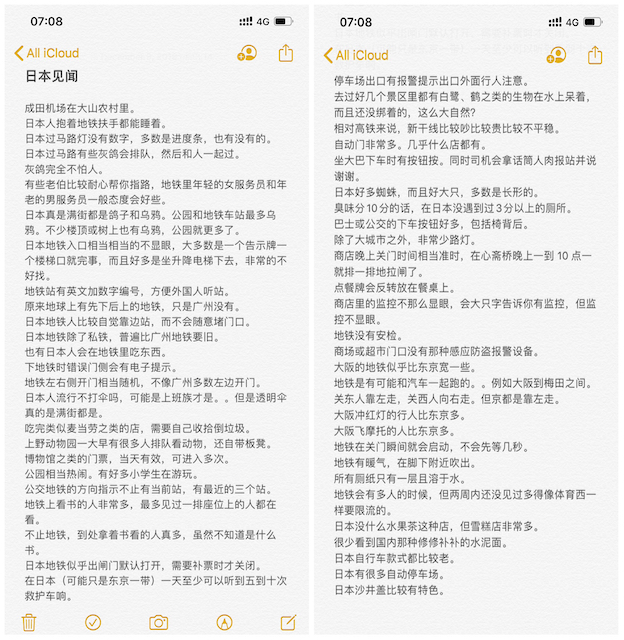 07:08
4G
All iCloud
日本见闻
成田机场在大山农村里。
日本人抱着地铁扶手都能睡着。
日本过马路灯没有数字，多数是进度条，也有没有的。
日本过马路有些灰鸽会排队，然后和人一起过。
灰鸽完全不怕人。
有些老伯比较耐心帮你指路，地铁里年轻的女服务员和年
老的男服务员一般态度会好些。
日本真是满街都是鸽子和乌鸦。公园和地铁车站最多乌
鸦。不少楼顶或树上也有乌鸦，公园就更多了。
日本地铁入口相当相当的不显眼，大多数是一个告示牌一
个楼梯口就完事，而且好多是坐升降电梯下去，非常的不
好找。
地铁站有英文加数字编号，方便外国人听站。
原来地球上有先下后上的地铁，只是广州没有。
日本地铁人比较自觉靠边站，而不会随意堵门口。
日本地铁除了私铁，普遍比广州地铁要旧。
也有日本人会在地铁里吃东西。
下地铁时错误门侧会有电子提示。
地铁左右侧开门相当随机，不像广州多数左边开门。
日本人流行不打伞吗，可能是上班族才是。。但是透明伞
真的是满街都是。
吃完类似麦当劳之类的店，需要自己收拾倒垃圾。
上野动物园一大早有很多人排队看动物，还自带板凳。
博物馆之类的门票，当天有效，可进入多次。
公园相当热闹。有好多小学生在游玩。
公交地铁的方向指示不止有当前站，有最近的三个站。
地铁上看书的人非常多，最多见过一排座位上的人都在
看。
不止地铁，到处拿着书看的人真多，虽然不知道是什么
书。
日本地铁似乎出闸门默认打开，需要补票时才关闭。
在日本（可能只是东京一带）一天至少可以听到五到十次
救护车响。
07:08
4G
All iCloud
停车场出口有报警提示出口外面行人注意。
去过好几个景区里都有白鹭、鹤之类的生物在水上呆着，
而且还没绑着的，这么大自然？
相对高铁来说，新干线比较吵比较贵比较不平稳。
自动门非常多。几乎什么店都有。
坐大巴下车时有按钮按。同时司机会拿话筒人肉报站并说
谢谢。
日本好多蜘蛛，而且好大只，多数是长形的。
臭味分10分的话，在日本没遇到过3分以上的厕所。
巴士或公交的下车按钮好多，包括椅背后。
除了大城市之外，非常少路灯。
商店晚上关门时间相当准时，在心斋桥晚上一到 10点一
就排一排地拉闸了。
点餐牌会反转放在餐桌上。
商店里的监控不那么显眼，会大只字告诉你有监控，但监
控不显眼。
地铁没有安检。
商场或超市门口没有那种感应防盗报警设备。
大阪的地铁似乎比东京宽一些。
地铁是有可能和汽车一起跑的。。例如大阪到梅田之间。
关东人靠左走，关西人向右走。但京都是靠左走。
大阪冲红灯的行人比东京多。
大阪飞摩托的人比东京多。
地铁在关门瞬间就会启动，不会先等几秒。
地铁有暖气，在脚下附近吹出。
所有厕纸只有一层且溶于水。
地铁会有多人的时候，但两周内还没见过多得像体育西一
样要限流的。
日本没什么水果茶这种店，但雪糕店非常多。
很少看到国内那种修修补补的水泥面。
日本自行车款式都比较老。
日本有很多自动停车场。
日本沙井盖比较有特色。